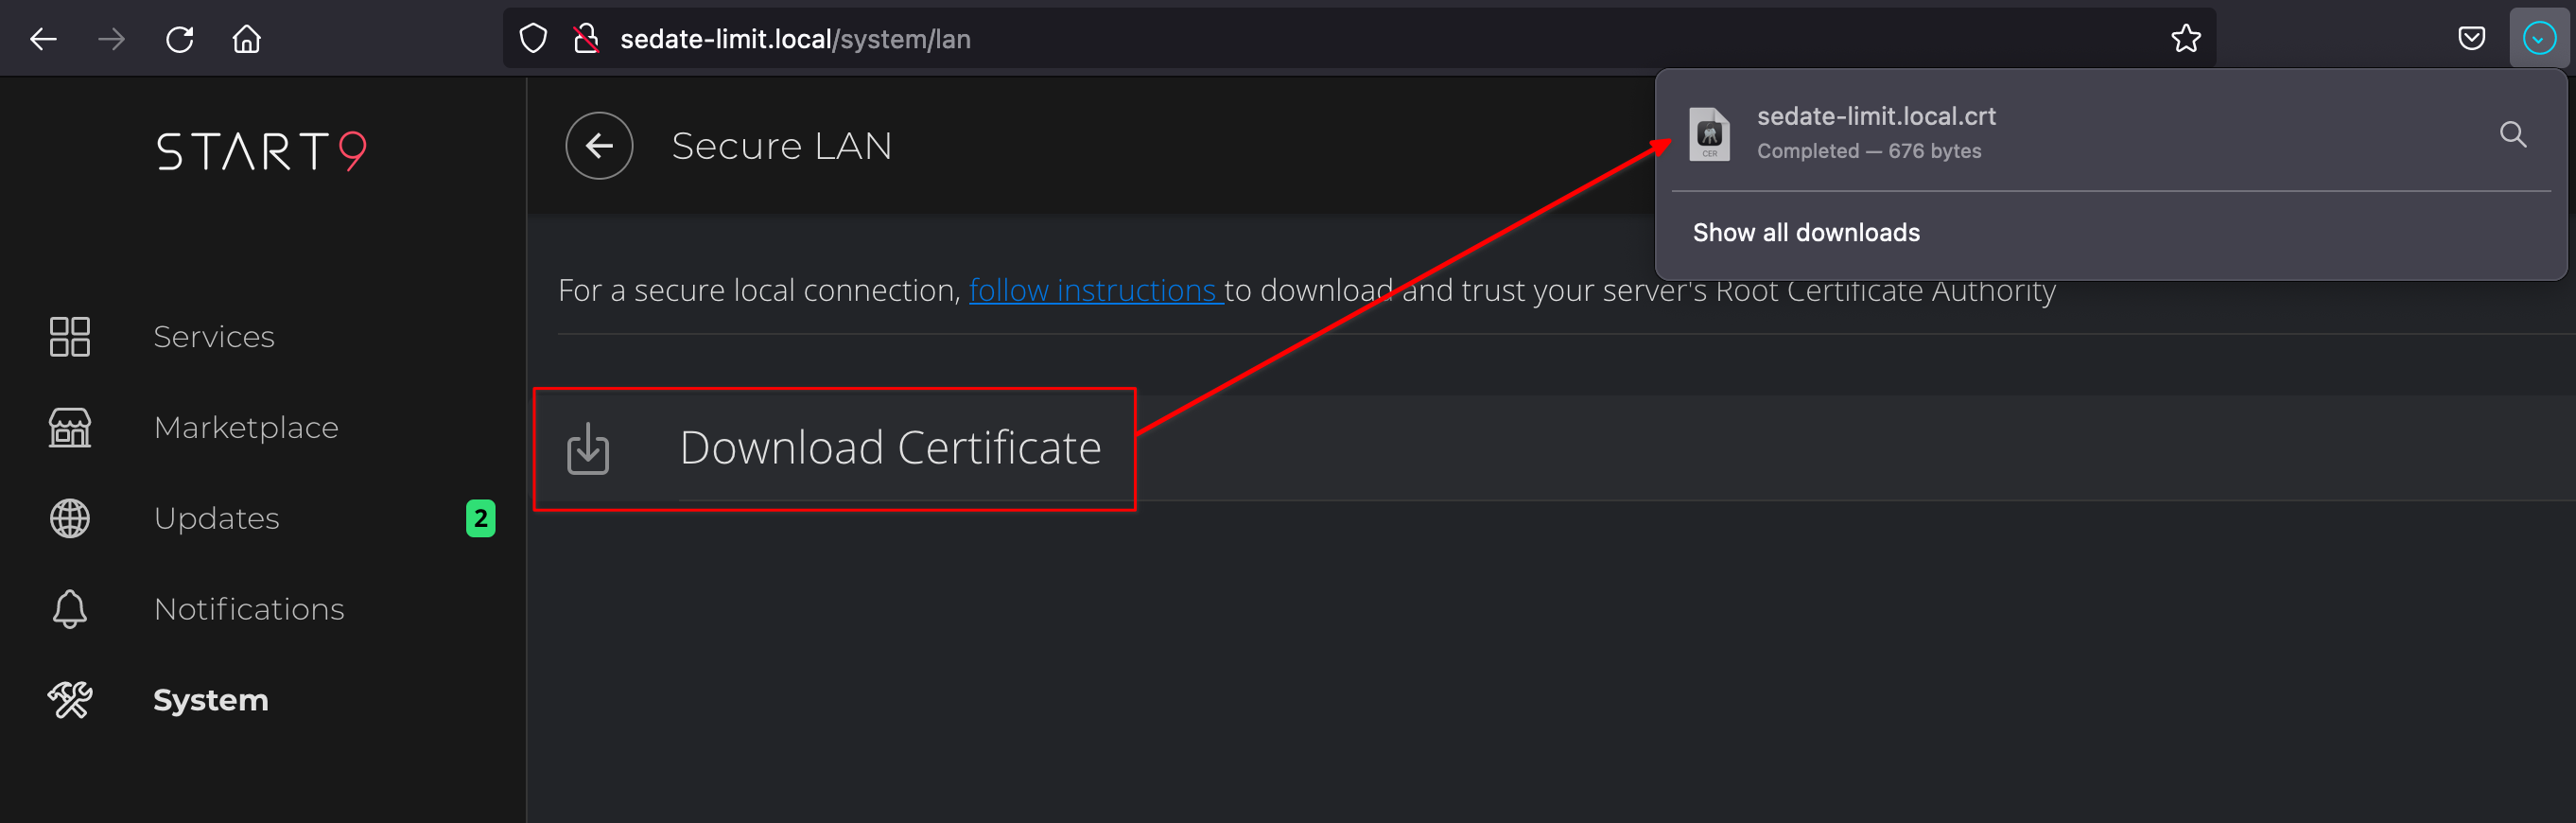 sedate-limit.local/system/lan
sedate-limit.local.crt
CER
Completed — 676 bytes
Show all downloads
START9
Services
Marketplace
Updates
2
Notifications
System
Secure LAN
For a secure local connection, follow instructions to download and trust your server's Root Certificate Authority
Download Certificate